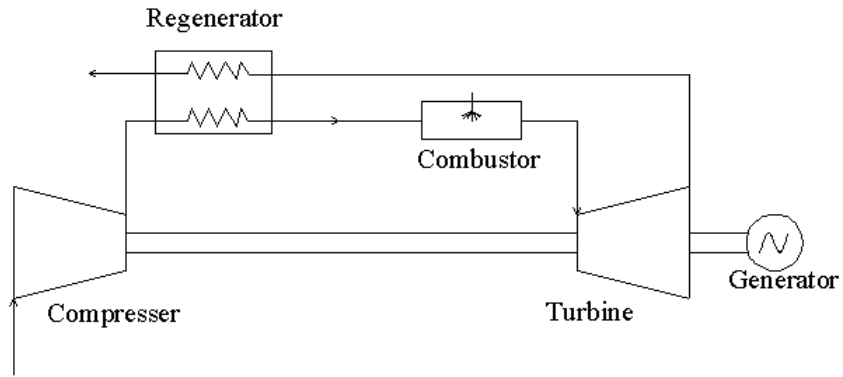 Regenerator
Combustor
Generator
Compresser
Turbine